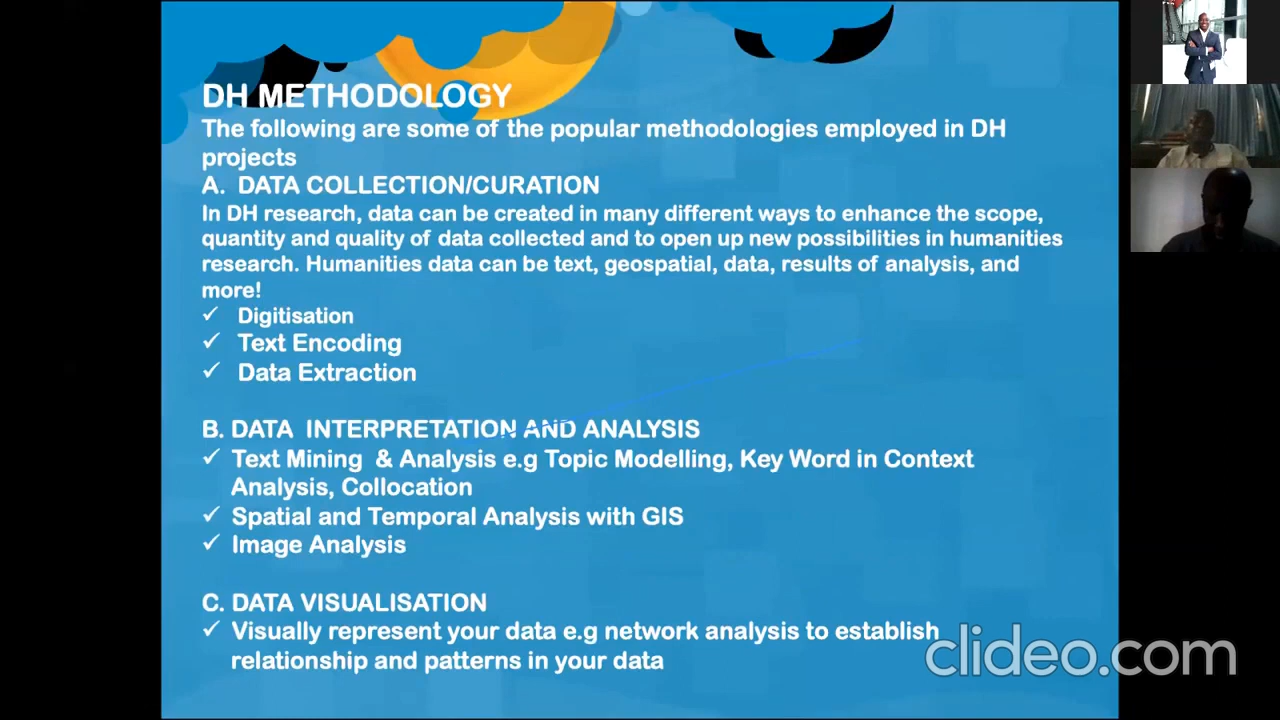 DH METHODOLOGY
The following are some of the popular methodologies employed in DH
projects
A. DATA COLLECTION/CURATION
In DH research, data can be created in many different ways to enhance the scope,
quantity and quality of data collected and to open up new possibilities in humanities
research. Humanities data can be text, geospatial, data, results of analysis, and
more!
✓ Digitisation
✓ Text Encoding
✓ Data Extraction
B. DATA INTERPRETATION AND ANALYSIS
✓ Text Mining & Analysis e.g Topic Modelling, Key Word in Context
Analysis, Collocation
✓ Spatial and Temporal Analysis with GIS
✓ Image Analysis
C. DATA VISUALISATION
✓ Visually represent your data e.g network analysis to establish
relationship and patterns in your data
clideo.com